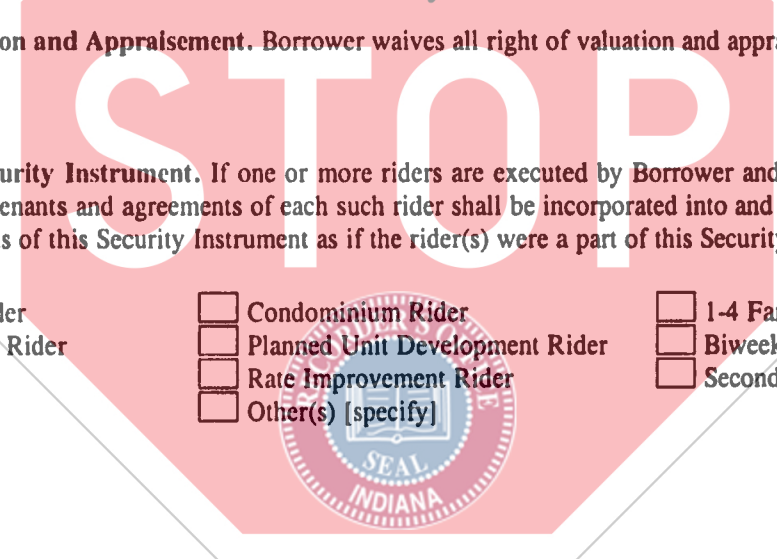 on and Appraisement. Borrower waives all right of valuation and appra
STOP
urity Instrument. If one or more riders are executed by Borrower and
enants and agreements of each such rider shall be incorporated into and
s of this Security Instrument as if the rider(s) were a part of this Security
der Condominium Rider 1-4 Fa
Rider Planned Unit Development Rider Biweek
Rate Improvement Rider Second
Other(s) [specify]
RECORDER'S OFFICE
SEAL
INDIANA